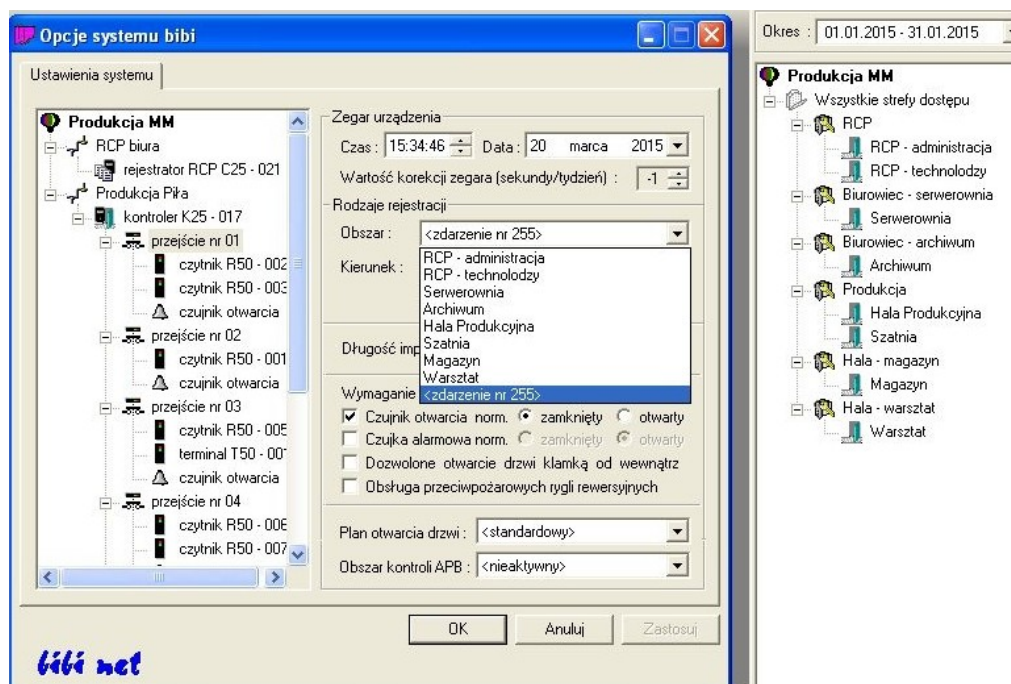 Opcje systemu bibi
Ustawienia systemu
Produkcja MM
RCP biura
rejestrator RCP C25 - 021
Produkcja Piła
kontroler K25 - 017
przejście nr 01
czytnik R50 - 002
czytnik R50 - 003
czujnik otwarcia
przejście nr 02
czytnik R50 - 001
czujnik otwarcia
przejście nr 03
czytnik R50 - 005
terminal T50 - 001
czujnik otwarcia
przejście nr 04
czytnik R50 - 006
czytnik R50 - 007
Zegar urządzenia
Czas : 15:34:46 Data : 20 marca 2015
Wartość korekcji zegara (sekundy/tydzień) : -1
Rodzaje rejestracji
Obszar : <zdarzenie nr 255>
Kierunek :
RCP - administracja
RCP - technolodzy
Serwerownia
Archiwum
Hala Produkcyjna
Szatnia
Magazyn
Warsztat
<zdarzenie nr 255>
Długość imp
Wymaganie
Czujnik otwarcia norm. zamknięty otwarty
Czujka alarmowa norm. zamknięty otwarty
Dozwolone otwarcie drzwi klamką od wewnątrz
Obsługa przeciwpożarowych rygli rewersyjnych
Plan otwarcia drzwi : <standardowy>
Obszar kontroli APB : <nieaktywny>
OK Anuluj Zastosuj
bibi net
Okres : 01.01.2015 - 31.01.2015
Produkcja MM
Wszystkie strefy dostępu
RCP
RCP - administracja
RCP - technolodzy
Biurowiec - serwerownia
Serwerownia
Biurowiec - archiwum
Archiwum
Produkcja
Hala Produkcyjna
Szatnia
Hala - magazyn
Magazyn
Hala - warsztat
Warsztat